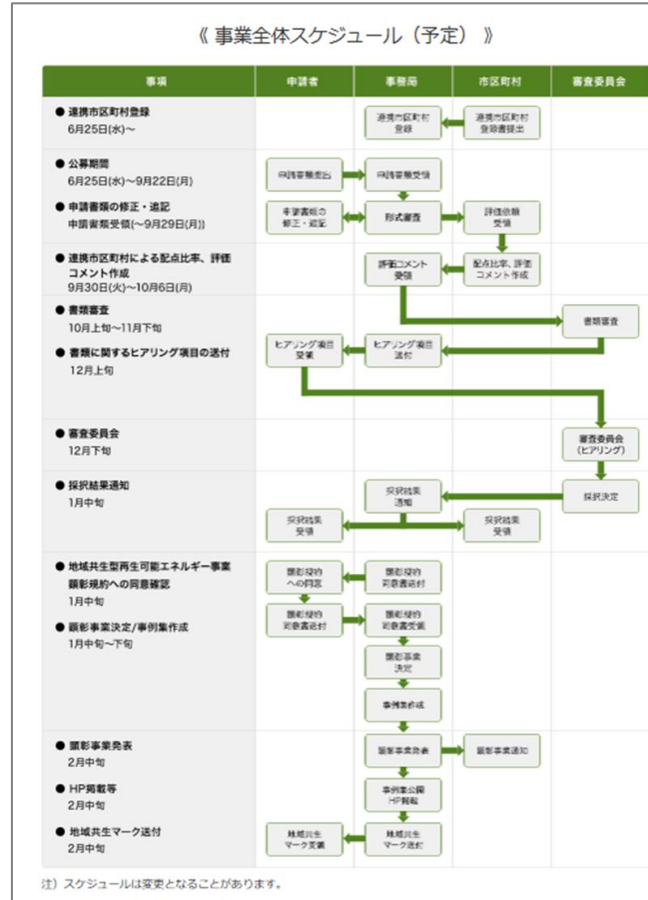 《 事業全体スケジュール（予定） 》
事項 申請者 事務局 市区町村 審査委員会
● 連携市区町村登録
6月25日(水)～
連携市区町村
登録
連携市区町村
登録書提出
● 公募期間
6月25日(水)～9月22日(月)
申請書類提出
申請書類受領
● 申請書類の修正・追記
申請書類受領(～9月29日(月))
申請書類の
修正・追記
形式審査
評価依頼
受領
● 連携市区町村による配点比率、評価
コメント作成
9月30日(火)～10月6日(月)
評価コメント
受領
配点比率、評価
コメント作成
● 書類審査
10月上旬～11月下旬
書類審査
● 書類に関するヒアリング項目の送付
12月上旬
ヒアリング項目
受領
ヒアリング項目
送付
● 審査委員会
12月下旬
審査委員会
（ヒアリング）
● 採択結果通知
1月中旬
採択結果
通知
採択決定
採択結果
受領
採択結果
受領
● 地域共生型再生可能エネルギー事業
顕彰規約への同意確認
1月中旬
顕彰規約
への同意
顕彰規約
同意書送付
● 顕彰事業決定/事例集作成
1月中旬～下旬
顕彰規約
同意書送付
顕彰規約
同意書受領
顕彰事業
決定
事例集作成
● 顕彰事業発表
2月中旬
顕彰事業発表
顕彰事業通知
● HP掲載等
2月中旬
事例集公開
HP掲載
● 地域共生マーク送付
2月中旬
地域共生
マーク受領
地域共生
マーク送付
注）スケジュールは変更となることがあります。